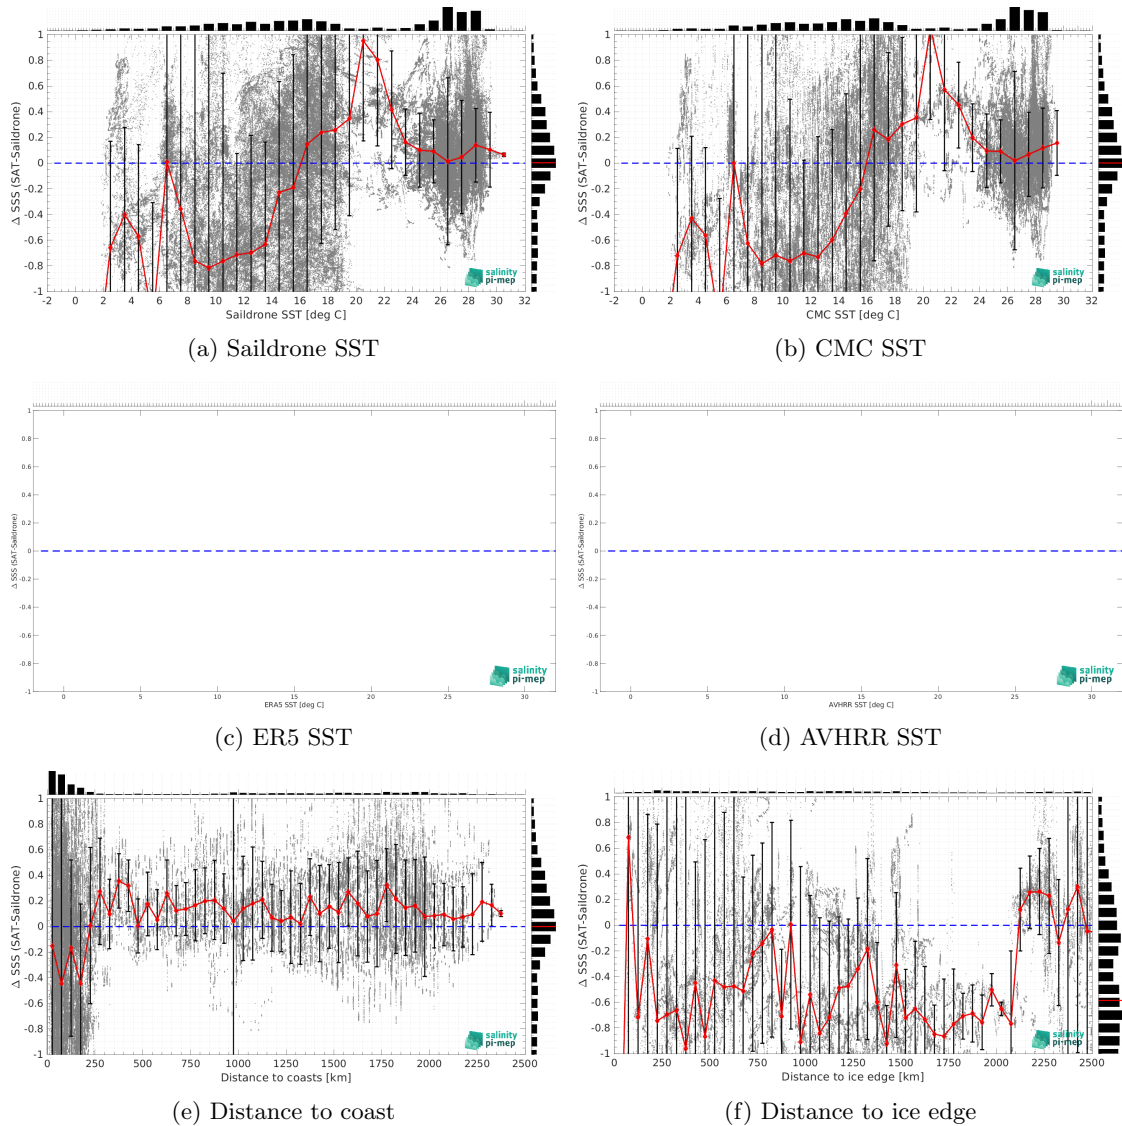 1
0.8
0.6
0.4
0.2
0
-0.2
-0.4
-0.6
-0.8
-1
Δ SSS (SAT-Saildrone)
-2 0 2 4 6 8 10 12 14 16 18 20 22 24 26 28 30 32
Saildrone SST [deg C]
salinity
pi-mep
(a) Saildrone SST
1
0.8
0.6
0.4
0.2
0
-0.2
-0.4
-0.6
-0.8
-1
Δ SSS (SAT-Saildrone)
-2 0 2 4 6 8 10 12 14 16 18 20 22 24 26 28 30 32
CMC SST [deg C]
salinity
pi-mep
(b) CMC SST
1
0.8
0.6
0.4
0.2
0
-0.2
-0.4
-0.6
-0.8
-1
Δ SSS (SAT-Saildrone)
0 5 10 15 20 25 30
ERA5 SST [deg C]
salinity
pi-mep
(c) ER5 SST
1
0.8
0.6
0.4
0.2
0
-0.2
-0.4
-0.6
-0.8
-1
Δ SSS (SAT-Saildrone)
0 5 10 15 20 25 30
AVHRR SST [deg C]
salinity
pi-mep
(d) AVHRR SST
1
0.8
0.6
0.4
0.2
0
-0.2
-0.4
-0.6
-0.8
-1
Δ SSS (SAT-Saildrone)
0 250 500 750 1000 1250 1500 1750 2000 2250 2500
Distance to coasts [km]
salinity
pi-mep
(e) Distance to coast
1
0.8
0.6
0.4
0.2
0
-0.2
-0.4
-0.6
-0.8
-1
Δ SSS (SAT-Saildrone)
0 250 500 750 1000 1250 1500 1750 2000 2250 2500
Distance to ice edge [km]
salinity
pi-mep
(f) Distance to ice edge